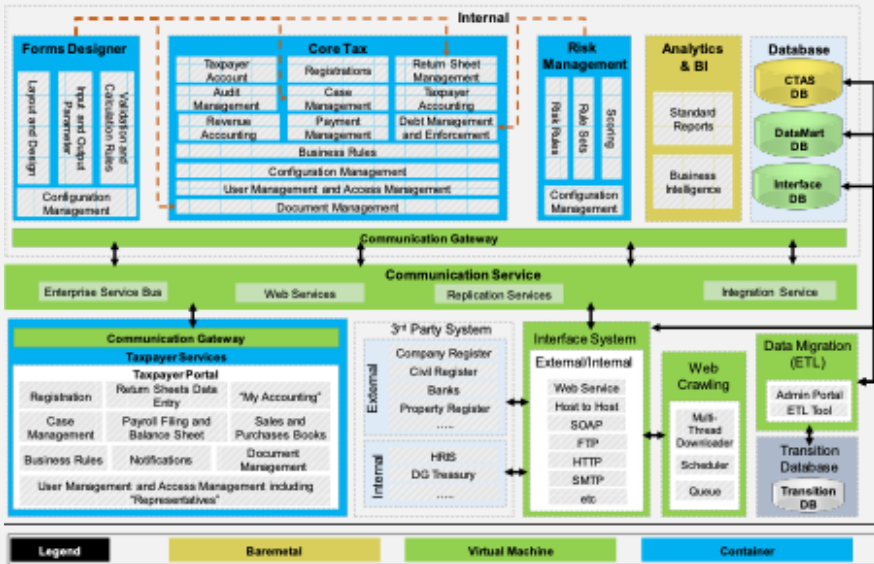 Internal
Forms Designer
Layout and Design
Input and Output
Parameter
Validation and
Calculation Rules
Configuration
Management
Core Tax
Taxpayer
Account
Registrations
Return Sheet
Management
Audit
Management
Case
Management
Taxpayer
Accounting
Revenue
Accounting
Payment
Management
Debt Management
and Enforcement
Business Rules
Configuration Management
User Management and Access Management
Document Management
Risk
Management
Risk Rules
Rule Sets
Scoring
Configuration
Management
Analytics
& BI
Standard
Reports
Business
Intelligence
Database
CTAS
DB
DataMart
DB
Interface
DB
Communication Gateway
Communication Service
Enterprise Service Bus
Web Services
Replication Services
Integration Service
Communication Gateway
Taxpayer Services
Taxpayer Portal
Registration
Return Sheets Data
Entry
"My Accounting"
Case
Management
Payroll Filing and
Balance Sheet
Sales and
Purchases Books
Business Rules
Notifications
Document
Management
User Management and Access Management including
"Representatives"
3rd Party System
External
Company Register
Civil Register
Banks
Property Register
.....
Internal
HRIS
DG Treasury
.....
Interface System
External/Internal
Web Service
Host to Host
SOAP
FTP
HTTP
SMTP
etc
Web
Crawling
Multi-
Thread
Downloader
Scheduler
Queue
Data Migration
(ETL)
Admin Portal
ETL Tool
Transition
Database
Transition
DB
Legend
Baremetal
Virtual Machine
Container